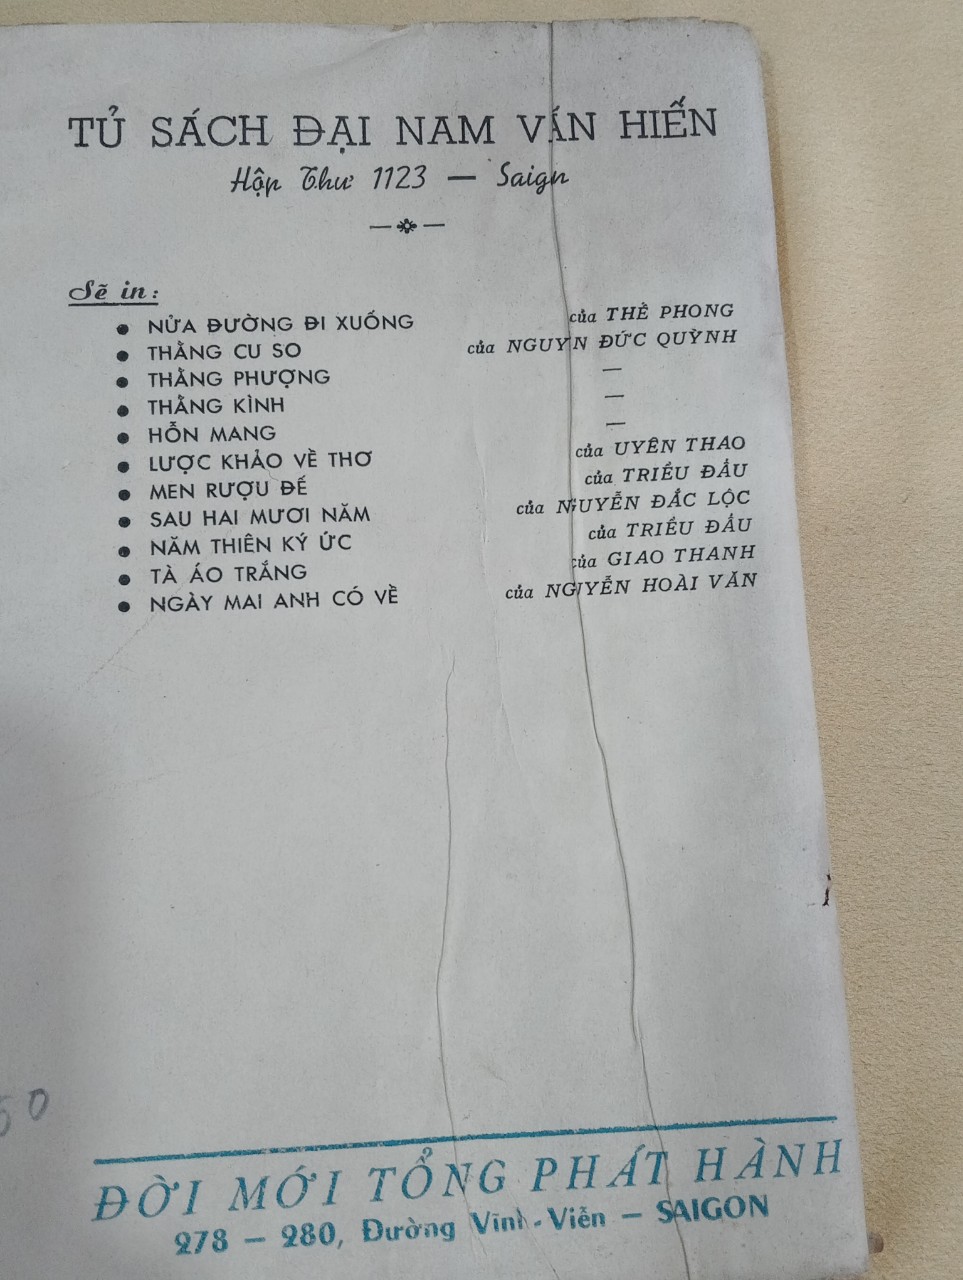 TỦ SÁCH ĐẠI NAM VĂN HIẾN
Hộp Thư 1123 — Saign
Sẽ in:
● NỬA ĐƯỜNG ĐI XUỐNG của THẾ PHONG
● THẰNG CU SO của NGUYN ĐỨC QUỲNH
● THẰNG PHƯỢNG —
● THẰNG KÌNH —
● HỖN MANG —
● LƯỢC KHẢO VỀ THƠ của UYÊN THAO
● MEN RƯỢU ĐẾ của TRIỀU ĐẨU
● SAU HAI MƯƠI NĂM của NGUYỄN ĐẮC LỘC
● NĂM THIÊN KÝ ỨC của TRIỀU ĐẨU
● TÀ ÁO TRẮNG của GIAO THANH
● NGÀY MAI ANH CÓ VỀ của NGUYỄN HOÀI VĂN
50
ĐỜI MỚI TỔNG PHÁT HÀNH
278 — 280, Đường Vĩnh-Viễn — SAIGON